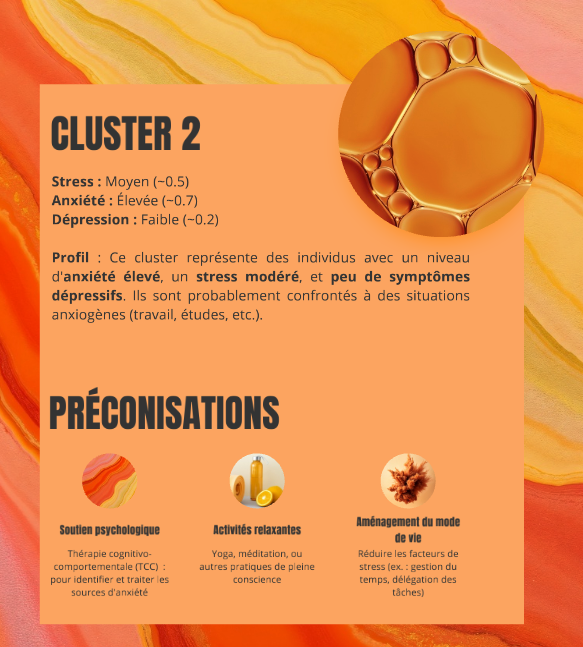 CLUSTER 2
Stress : Moyen (~0.5)
Anxiété : Élevée (~0.7)
Dépression : Faible (~0.2)
Profil : Ce cluster représente des individus avec un niveau
d'anxiété élevé, un stress modéré, et peu de symptômes
dépressifs. Ils sont probablement confrontés à des situations
anxiogènes (travail, études, etc.).
PRÉCONISATIONS
Soutien psychologique
Thérapie cognitivo-
comportementale (TCC) :
pour identifier et traiter les
sources d'anxiété
Activités relaxantes
Yoga, méditation, ou
autres pratiques de pleine
conscience
Aménagement du mode
de vie
Réduire les facteurs de
stress (ex. : gestion du
temps, délégation des
tâches)